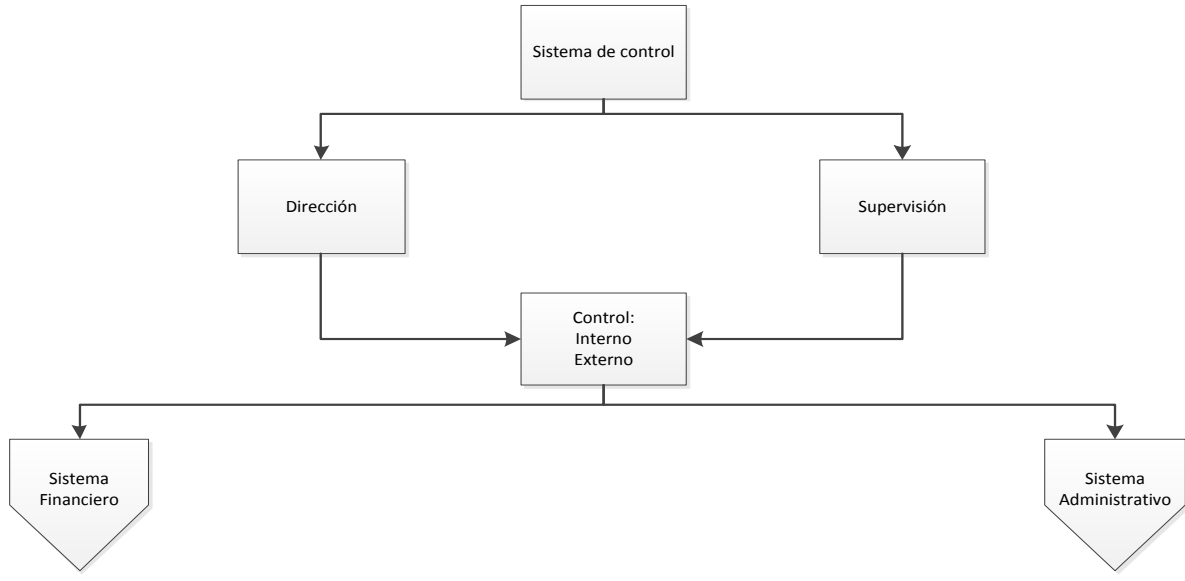 Sistema de control
Dirección
Supervisión
Control:
Interno
Externo
Sistema
Financiero
Sistema
Administrativo